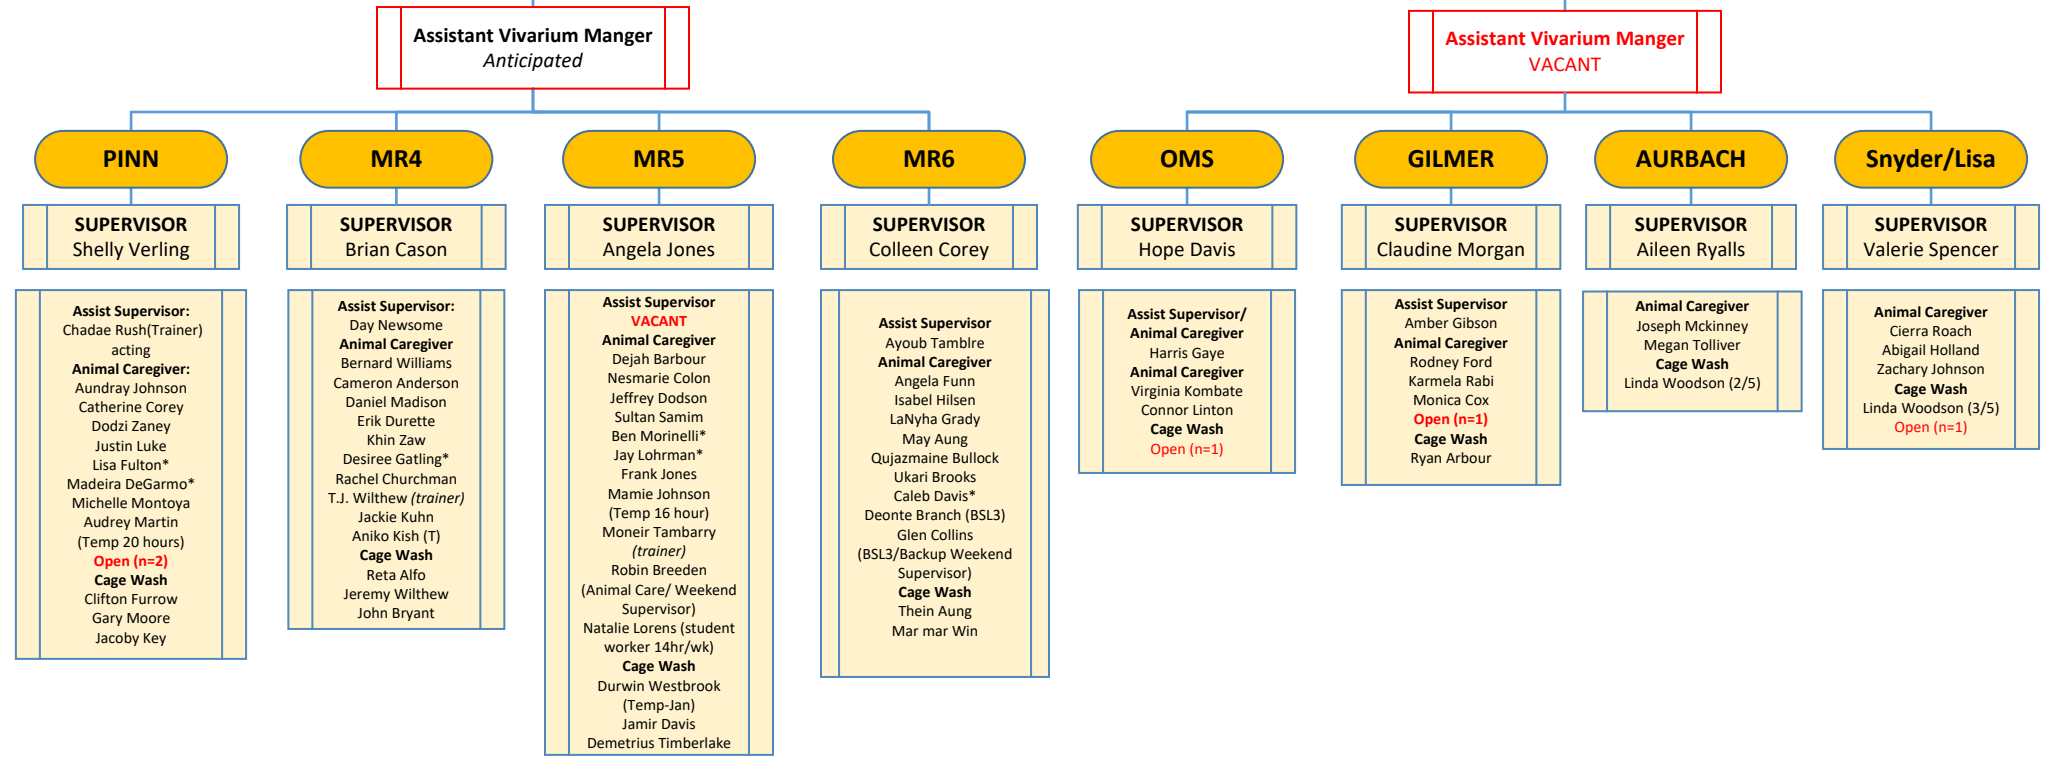 Assistant Vivarium Manger
Anticipated
Assistant Vivarium Manger
VACANT
PINN
SUPERVISOR
Shelly Verling
Assist Supervisor:
Chadae Rush(Trainer)
acting
Animal Caregiver:
Aundray Johnson
Catherine Corey
Dodzi Zaney
Justin Luke
Lisa Fulton*
Madeira DeGarmo*
Michelle Montoya
Audrey Martin
(Temp 20 hours)
Open (n=2)
Cage Wash
Clifton Furrow
Gary Moore
Jacoby Key
MR4
SUPERVISOR
Brian Cason
Assist Supervisor:
Day Newsome
Animal Caregiver
Bernard Williams
Cameron Anderson
Daniel Madison
Erik Durette
Khin Zaw
Desiree Gatling*
Rachel Churchman
T.J. Wilthew (trainer)
Jackie Kuhn
Aniko Kish (T)
Cage Wash
Reta Alfo
Jeremy Wilthew
John Bryant
MR5
SUPERVISOR
Angela Jones
Assist Supervisor
VACANT
Animal Caregiver
Dejah Barbour
Nesmarie Colon
Jeffrey Dodson
Sultan Samim
Ben Morinelli*
Jay Lohrman*
Frank Jones
Mamie Johnson
(Temp 16 hour)
Moneir Tambarry
(trainer)
Robin Breeden
(Animal Care/ Weekend
Supervisor)
Natalie Lorens (student
worker 14hr/wk)
Cage Wash
Durwin Westbrook
(Temp-Jan)
Jamir Davis
Demetrius Timberlake
MR6
SUPERVISOR
Colleen Corey
Assist Supervisor
Ayoub Tamblre
Animal Caregiver
Angela Funn
Isabel Hilsen
LaNyha Grady
May Aung
Qujazmaine Bullock
Ukari Brooks
Caleb Davis*
Deonte Branch (BSL3)
Glen Collins
(BSL3/Backup Weekend
Supervisor)
Cage Wash
Thein Aung
Mar mar Win
OMS
SUPERVISOR
Hope Davis
Assist Supervisor/
Animal Caregiver
Harris Gaye
Animal Caregiver
Virginia Kombate
Connor Linton
Cage Wash
Open (n=1)
GILMER
SUPERVISOR
Claudine Morgan
Assist Supervisor
Amber Gibson
Animal Caregiver
Rodney Ford
Karmela Rabi
Monica Cox
Open (n=1)
Cage Wash
Ryan Arbour
AURBACH
SUPERVISOR
Aileen Ryalls
Animal Caregiver
Joseph Mckinney
Megan Tolliver
Cage Wash
Linda Woodson (2/5)
Snyder/Lisa
SUPERVISOR
Valerie Spencer
Animal Caregiver
Cierra Roach
Abigail Holland
Zachary Johnson
Cage Wash
Linda Woodson (3/5)
Open (n=1)